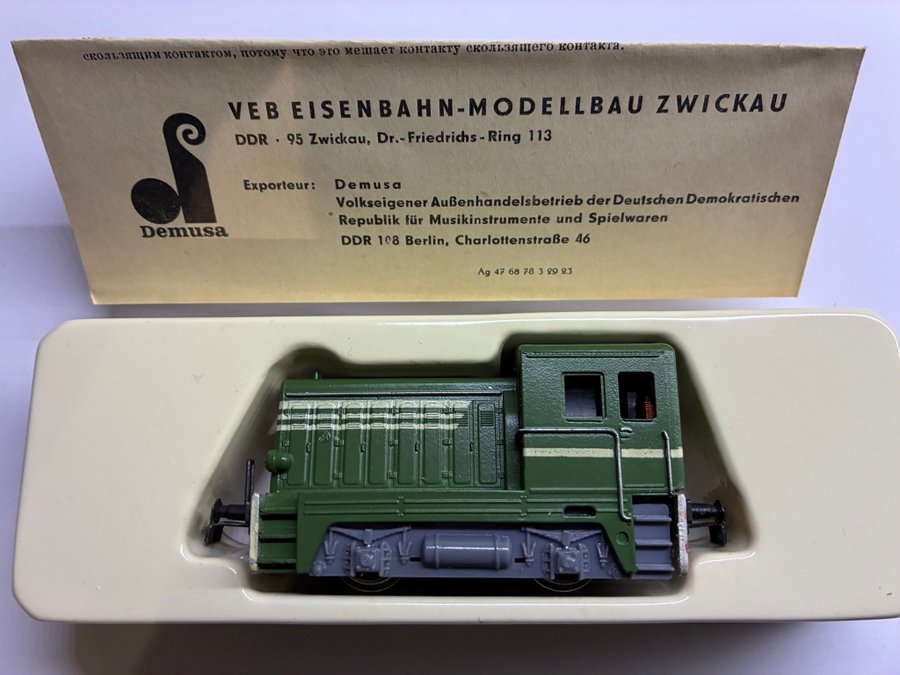 скользящим контактом, потому что это мешает контакту скользящего контакта.
VEB EISENBAHN-MODELLBAU ZWICKAU
DDR · 95 Zwickau, Dr.-Friedrichs-Ring 113
Exporteur: Demusa
Volkseigener Außenhandelsbetrieb der Deutschen Demokratischen
Republik für Musikinstrumente und Spielwaren
DDR 108 Berlin, Charlottenstraße 46
Demusa
Ag 47 68 78 3 29 23